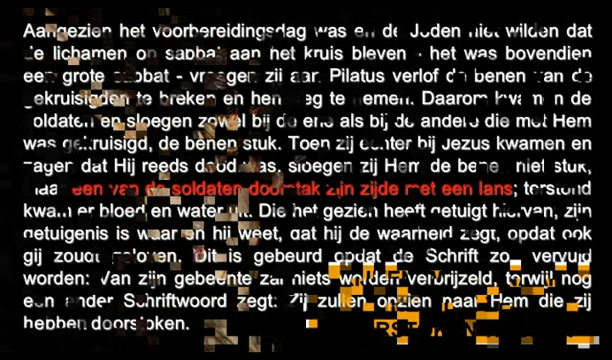 Aangezien het voorbereidingsdag was en de Joden niet wilden dat
de lichamen op sabbat aan het kruis bleven - het was bovendien
een grote sabbat - vroegen zij aan Pilatus verlof de benen van de
gekruisigden te breken en hen weg te nemen. Daarom kwamen de
soldaten en sloegen zowel bij de ene als bij de andere die met Hem
was gekruisigd, de benen stuk. Toen zij echter bij Jezus kwamen en
zagen dat Hij reeds dood was, sloegen zij Hem de benen niet stuk,
maar een van de soldaten doorstak zijn zijde met een lans; terstond
kwam er bloed en water uit. Die het gezien heeft getuigt hiervan, zijn
getuigenis is waar en hij weet, dat hij de waarheid zegt, opdat ook
gij zoudt geloven. Dit is gebeurd opdat de Schrift zou vervuld
worden: Van zijn gebeente zal niets worden verbrijzeld, terwijl nog
een ander Schriftwoord zegt: Zij zullen opzien naar Hem die zij
hebben doorstoken.